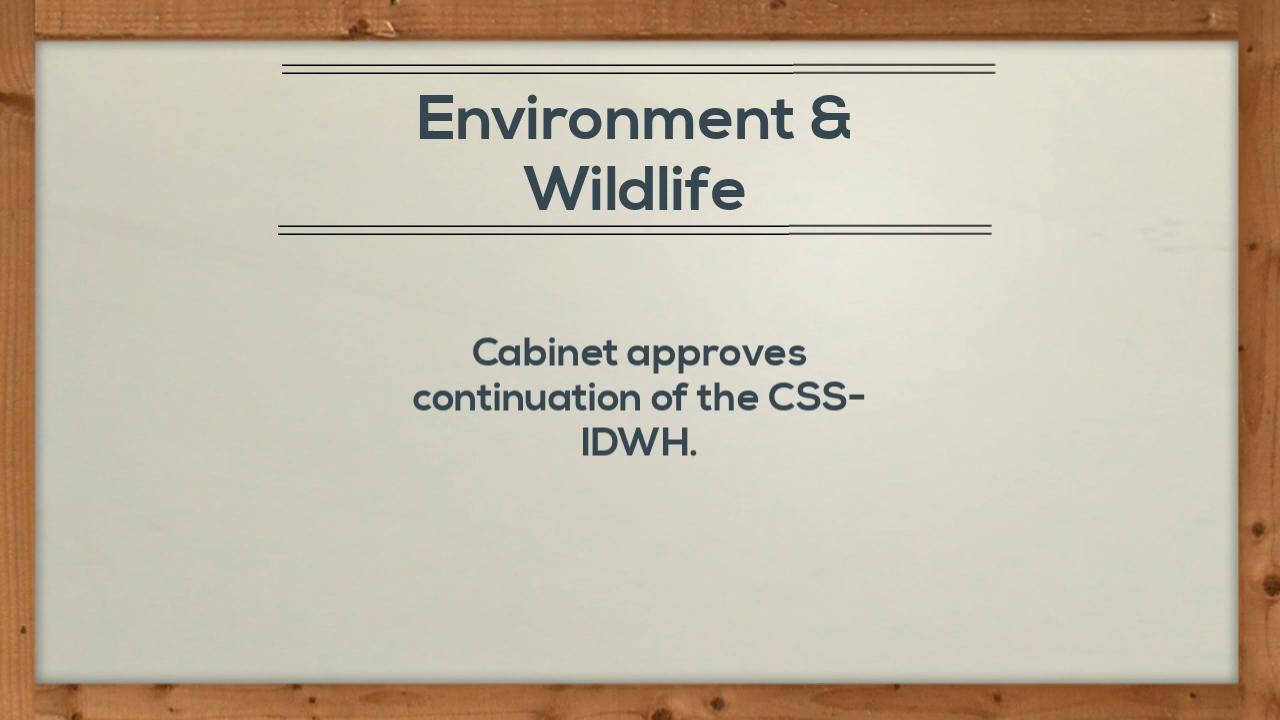 Environment &
Wildlife
Cabinet approves
continuation of the CSS-
IDWH.